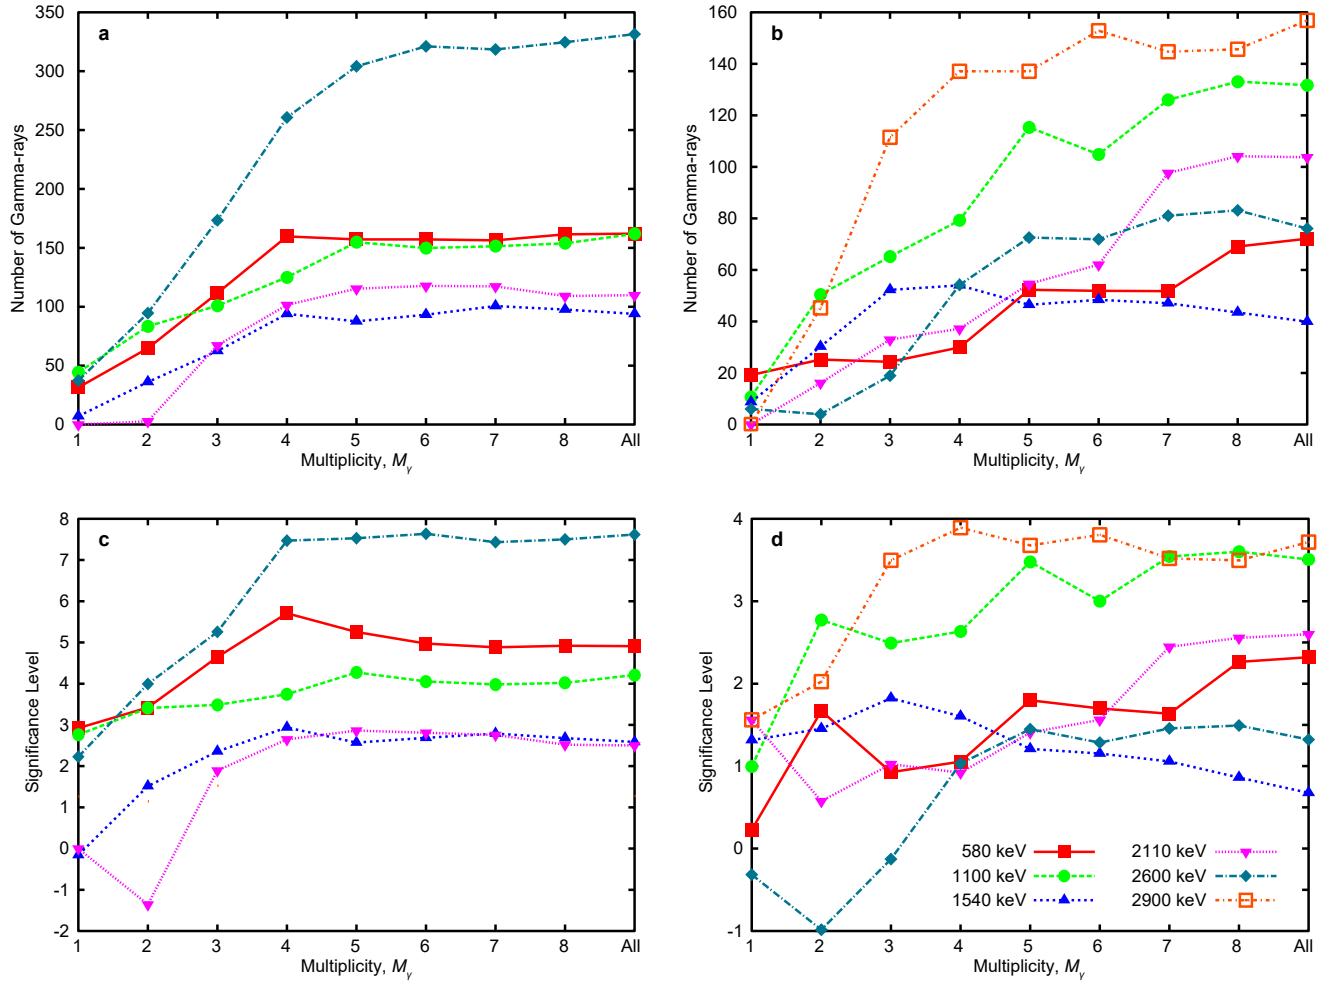 a
Number of Gamma-rays
350
300
250
200
150
100
50
0
1 2 3 4 5 6 7 8 All
Multiplicity, Mγ
b
Number of Gamma-rays
160
140
120
100
80
60
40
20
0
1 2 3 4 5 6 7 8 All
Multiplicity, Mγ
c
Significance Level
8
7
6
5
4
3
2
1
0
-1
-2
1 2 3 4 5 6 7 8 All
Multiplicity, Mγ
d
Significance Level
4
3
2
1
0
-1
1 2 3 4 5 6 7 8 All
Multiplicity, Mγ
580 keV
1100 keV
1540 keV
2110 keV
2600 keV
2900 keV